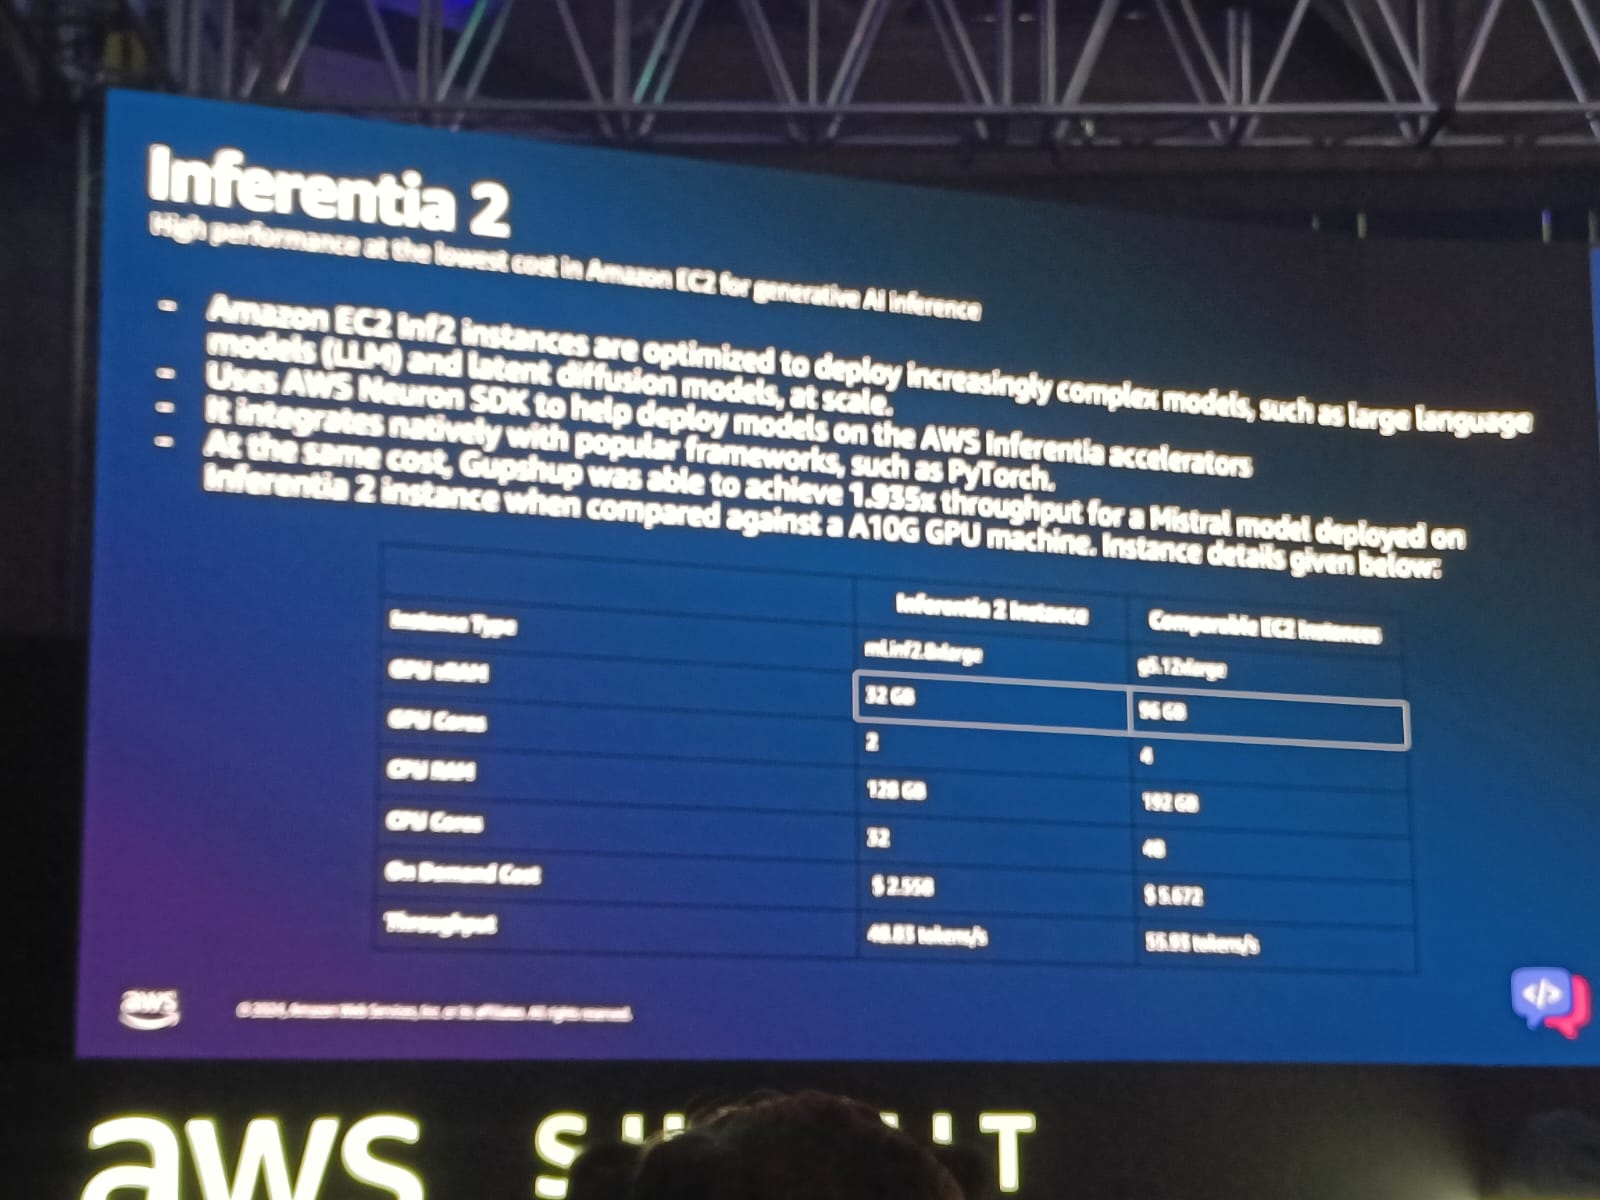 Inferentia 2
High performance at the lowest cost in Amazon EC2 for generative AI inference
- Amazon EC2 Inf2 instances are optimized to deploy increasingly complex models, such as large language
models (LLM) and latent diffusion models, at scale.
- Uses AWS Neuron SDK to help deploy models on the AWS Inferentia accelerators
- It integrates natively with popular frameworks, such as PyTorch.
- At the same cost, Gupshup was able to achieve 1.935x throughput for a Mistral model deployed on
Inferentia 2 instance when compared against a A10G GPU machine. Instance details given below:
Inferentia 2 Instance Comparable EC2 Instances
Instance Type ml.inf2.8xlarge g5.12xlarge
GPU vRAM 32 GB 96 GB
GPU Cores 2 4
CPU RAM 128 GB 192 GB
CPU Cores 32 48
On Demand Cost $ 2.558 $ 5.672
Throughput 48.83 tokens/s 55.93 tokens/s
aws © 2024, Amazon Web Services, Inc. or its affiliates. All rights reserved.
</>
aws